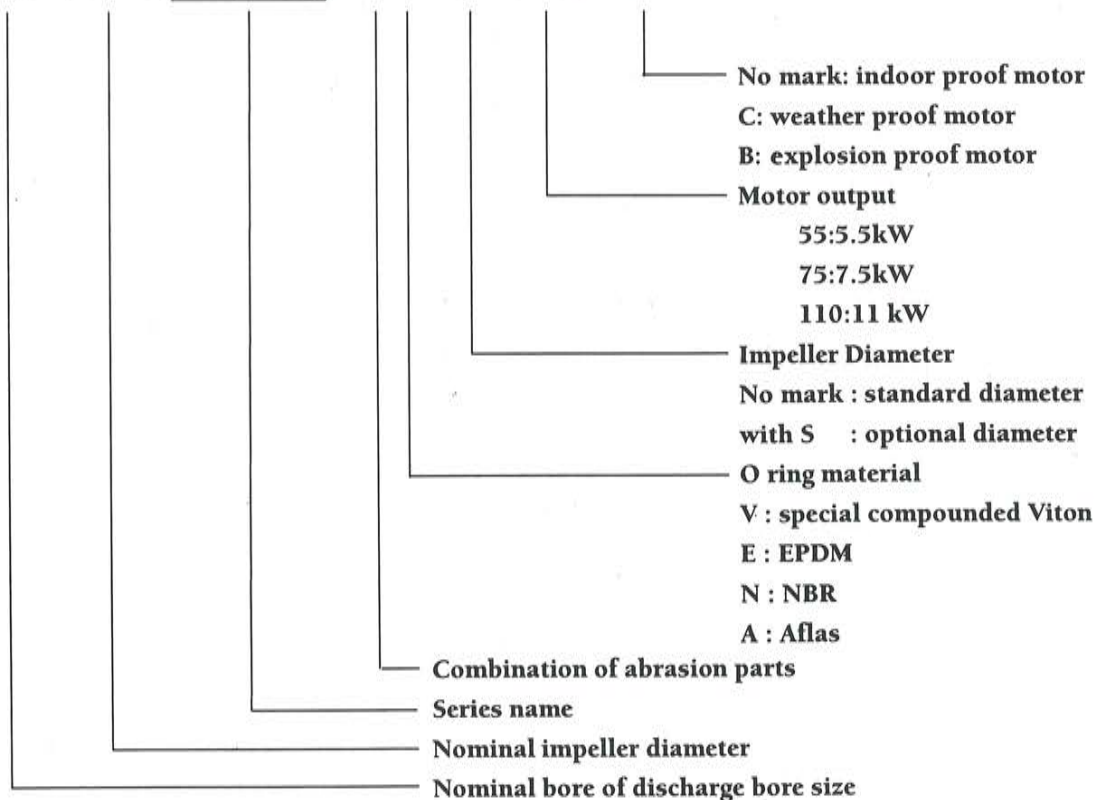 No mark: indoor proof motor
C: weather proof motor
B: explosion proof motor
Motor output
55:5.5kW
75:7.5kW
110:11 kW
Impeller Diameter
No mark : standard diameter
with S : optional diameter
O ring material
V : special compounded Viton
E : EPDM
N : NBR
A : Aflas
Combination of abrasion parts
Series name
Nominal impeller diameter
Nominal bore of discharge bore size